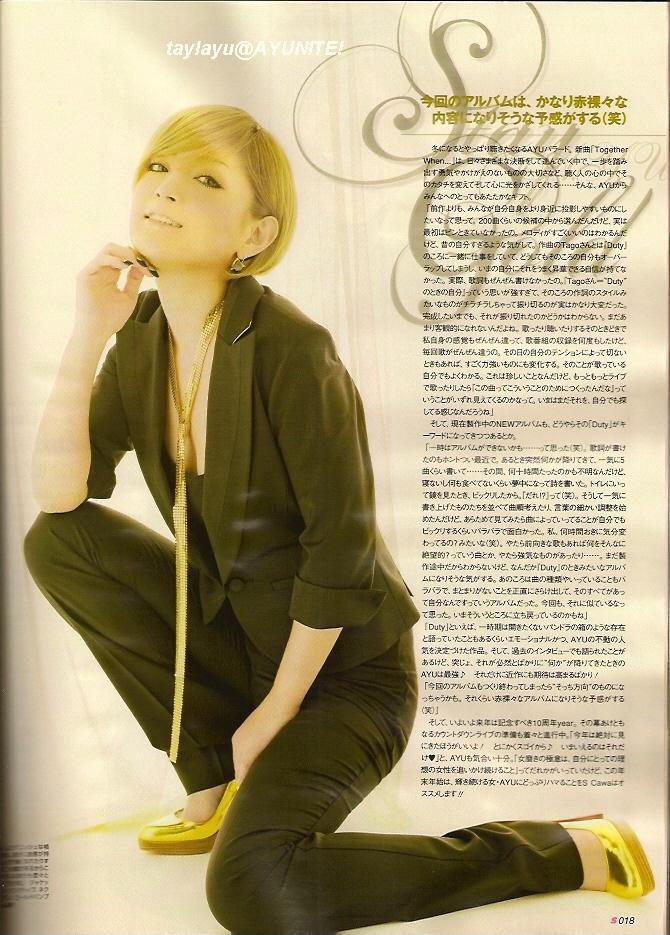 taylayu@AYUNITE!
今回のアルバムは、かなり赤裸々な
内容になりそうな予感がする(笑)
冬になるとやっぱり聴きたくなるAYUバラード。新曲「Together
When...」は、日々さまざまな決断をして進んでいく中で、一歩を踏み
出す勇気やかけがえのないものの大切さなど、聴く人の心の中でそ
のカタチを変えてそして心に光をかざしてくれる……そんな、AYUから
みんなへのとってもあたたかなギフト。
「前作よりも、みんなが自分自身をより身近に投影しやすいものにし
たいなって思って。200曲くらいの候補の中から選んだんだけど、実は
最初はピンときていなかったの。メロディがすごくいいのはわかるんだ
けど、昔の自分すぎるような気がして。作曲のTagoさんとは『Duty』
のころに一緒に仕事をしていて、どうしてもそのころの自分もオーバー
ラップしてしまうし、いまの自分にそれをうまく昇華できる自信が持てな
かった。実際、歌詞もぜんぜん書けなかったの。『Tagoさん="Duty"
のときの自分』っていう思いが強すぎて、そのころの作詞のスタイルみ
たいなものがチラチラしちゃって振り切るのが実はかなり大変だった。
完成したいまでも、それが振り切れたのかどうかはわからない。まだあ
まり客観的になれないんだよね。歌ったり聴いたりするそのときどきで
私自身の感覚もぜんぜん違って、歌番組の収録を何度もしたけど、
毎回歌がぜんぜん違うの。その日の自分のテンションによって切ない
ときもあれば、すごく力強いものにも変化する。そのことが歌っている
自分でもよくわかる。これは珍しいことなんだけど、もっともっとライブ
で歌ったりしたら『この曲ってこういうことのためにつくったんだな』って
いうことがいずれ見えてくるのかなって。いまはまだそれを、自分でも探
してる感じなんだろうね」
そして、現在製作中のNEWアルバムも、どうやらその『Duty』がキ
ーワードになってきつつあるとか。
「一時はアルバムができないかも……って思った(笑)。歌詞が書け
たのもホントつい最近で。あるとき突然何かが降りてきて、一気に5
曲くらい書いて……その間、何十時間たったのかも不明なんだけど、
寝ないし何も食べてないくらい夢中になって詩を書いた。トイレにいっ
て鏡を見たとき、ビックリしたから。『だれ!?』って(笑)。そして一気に
書き上げたものたちを並べて曲順考えたり、言葉の細かい調整を始
めたんだけど、あらためて見てみたら曲によっていってることが自分でも
ビックリするくらいバラバラで面白かった。私、何時間おきに気分変
わってるの?みたいな(笑)。やたら前向きな歌もあれば何をそんなに
絶望的?っていう曲とか、やたら強気なものがあったり……。まだ製
作途中だからわからないけど、なんだか『Duty』のときみたいなアルバ
ムになりそうな気がする。あのころは曲の種類やいっていることもバ
ラバラで、まとまりがないことを正直にさらけ出して、そのすべてがあっ
て自分なんですっていうアルバムだった。今回も、それに似ているなっ
て思った。いまそういうところに立ち戻っているのかもね」
『Duty』といえば、一時期は開きたくないパンドラの箱のような存在
と語っていたこともあるくらいエモーショナルかつ、AYUの不動の人
気を決定づけた作品。そして、過去のインタビューでも語られたことが
あるけど、突じょ、それが必然とばかりに"何か"が降りてきたときの
AYUは最強♪ それだけに近作にも期待は高まるばかり!
「今回のアルバムもつくり終わってしまったら"そっち方向"のものにな
っちゃうかも。それくらい赤裸々なアルバムになりそうな予感がする
(笑)」
そして、いよいよ来年は記念すべき10周年year。その幕あけとも
なるカウントダウンライブの準備も着々と進行中。「今年は絶対に見
にきたほうがいいよ! とにかくスゴイから♪ いまいえるのはそれだ
け♥」と、AYUも気合い十分。「女磨きの極意は、自分にとっての理
想の女性を追いかけ続けること」ってだれかがいっていたけど、この年
末年始は、輝き続ける女・AYUにどっぷりハマることをS Cawaiはオ
ススメします!!
S 018